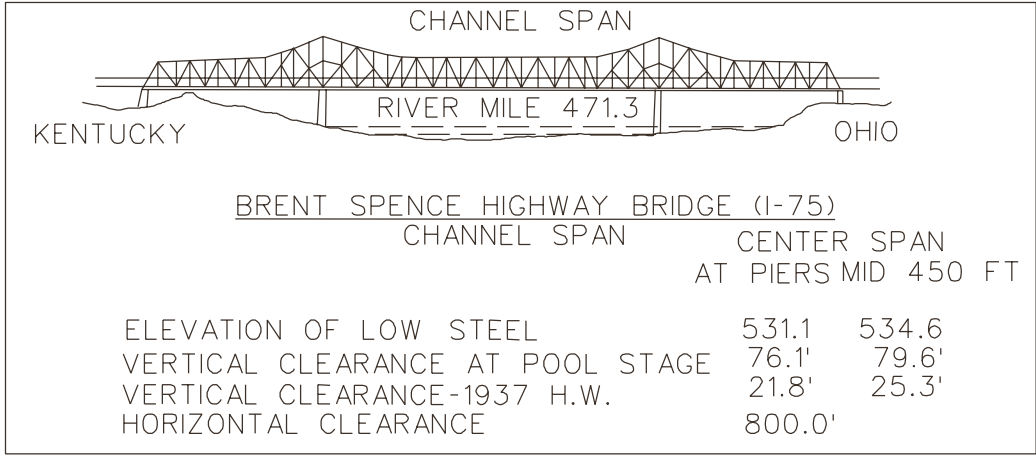 CHANNEL SPAN
RIVER MILE 471.3
KENTUCKY
OHIO
BRENT SPENCE HIGHWAY BRIDGE (I-75)
CHANNEL SPAN
CENTER SPAN
AT PIERS MID 450 FT
ELEVATION OF LOW STEEL 531.1 534.6
VERTICAL CLEARANCE AT POOL STAGE 76.1' 79.6'
VERTICAL CLEARANCE-1937 H.W. 21.8' 25.3'
HORIZONTAL CLEARANCE 800.0'